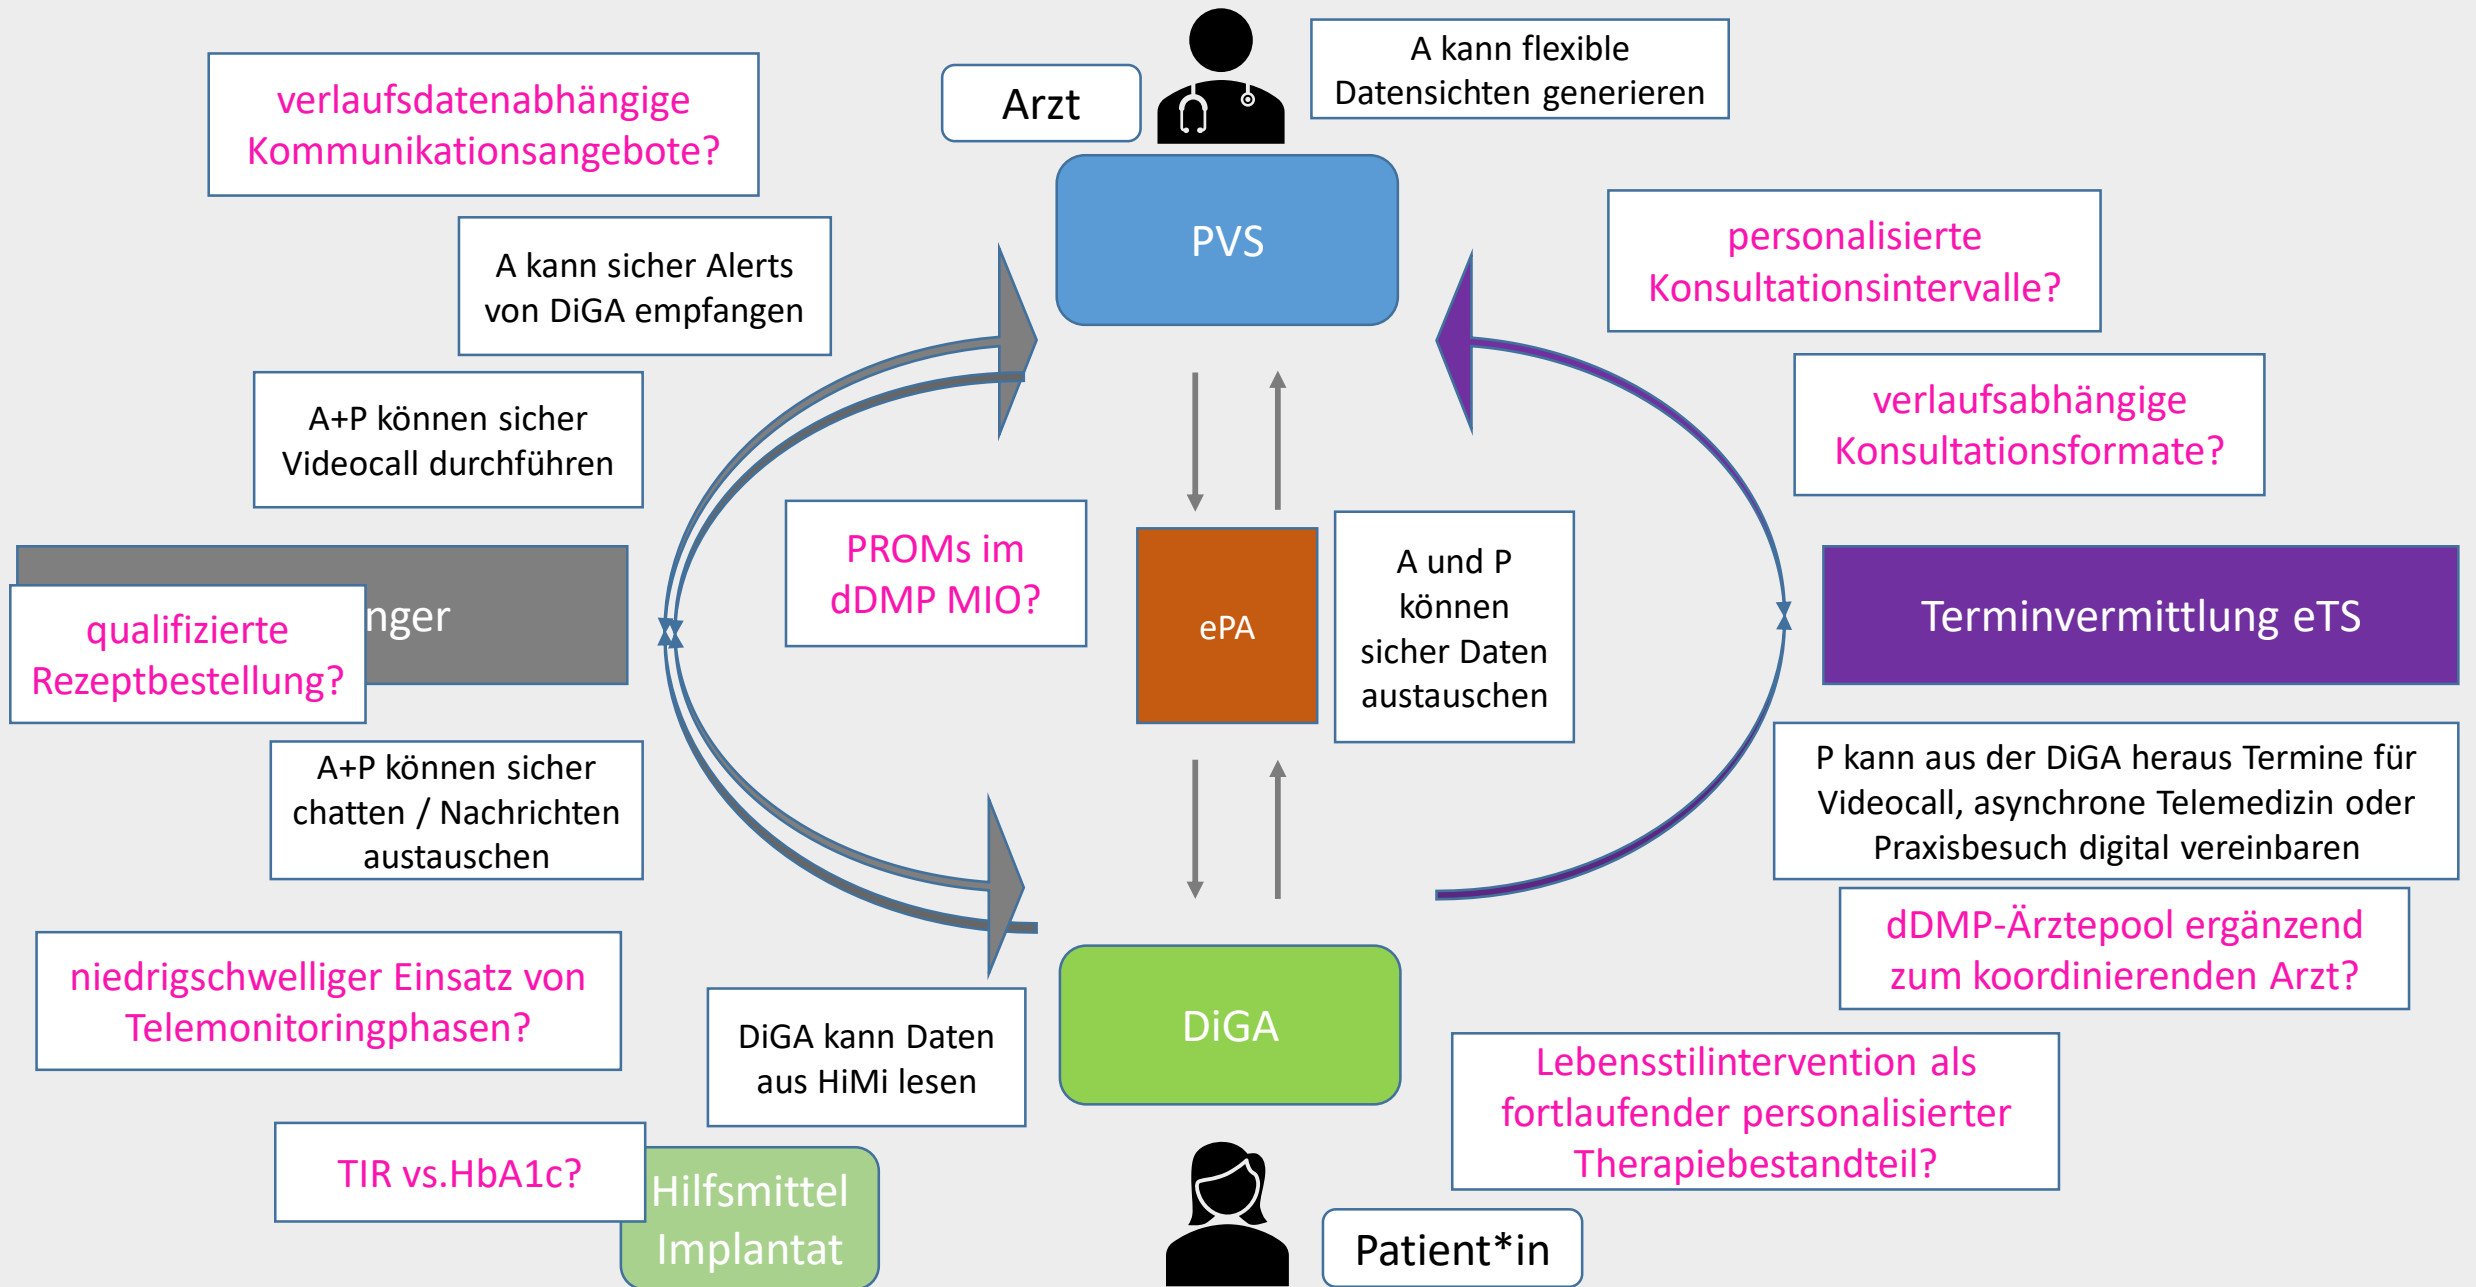 A kann flexible
Datensichten generieren
Arzt
verlaufsdatenabhängige
Kommunikationsangebote?
PVS
A kann sicher Alerts
von DiGA empfangen
personalisierte
Konsultationsintervalle?
A+P können sicher
Videocall durchführen
verlaufsabhängige
Konsultationsformate?
PROMs im
dDMP MIO?
ePA
A und P
können
sicher Daten
austauschen
nger
qualifizierte
Rezeptbestellung?
Terminvermittlung eTS
A+P können sicher
chatten / Nachrichten
austauschen
P kann aus der DiGA heraus Termine für
Videocall, asynchrone Telemedizin oder
Praxisbesuch digital vereinbaren
dDMP-Ärztepool ergänzend
zum koordinierenden Arzt?
niedrigschwelliger Einsatz von
Telemonitoringphasen?
DiGA kann Daten
aus HiMi lesen
DiGA
Lebensstilintervention als
fortlaufender personalisierter
Therapiebestandteil?
TIR vs.HbA1c?
Hilfsmittel
Implantat
Patient*in